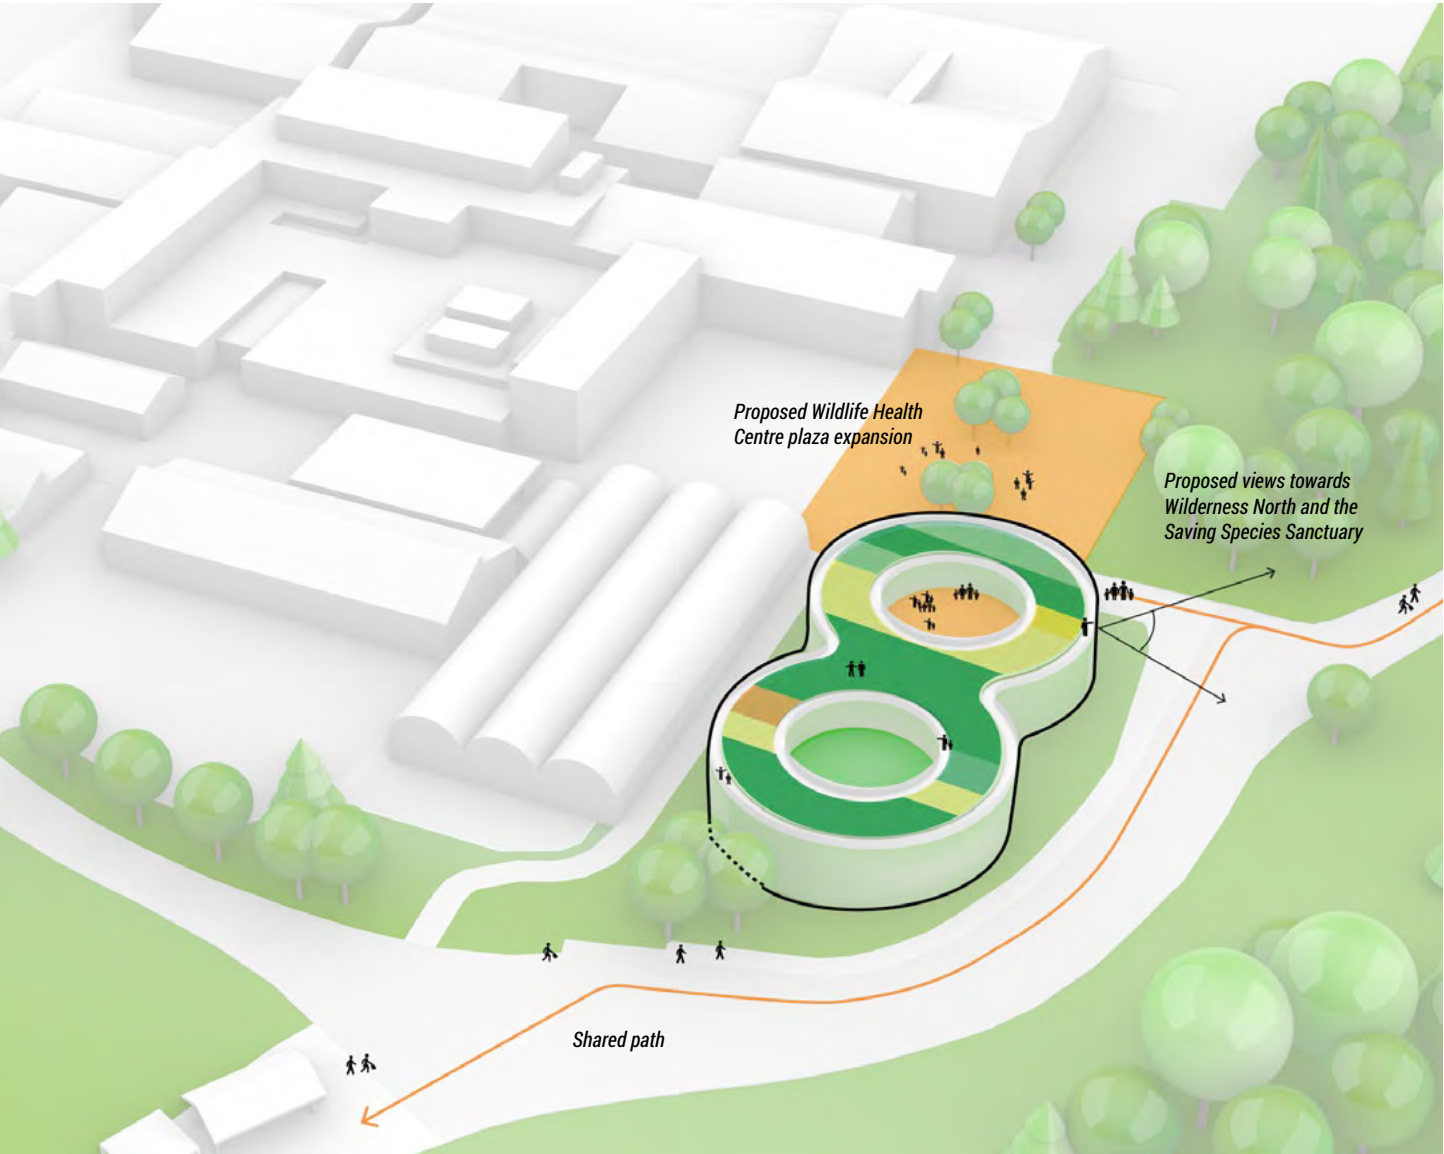 Proposed Wildlife Health
Centre plaza expansion
Proposed views towards
Wilderness North and the
Saving Species Sanctuary
Shared path